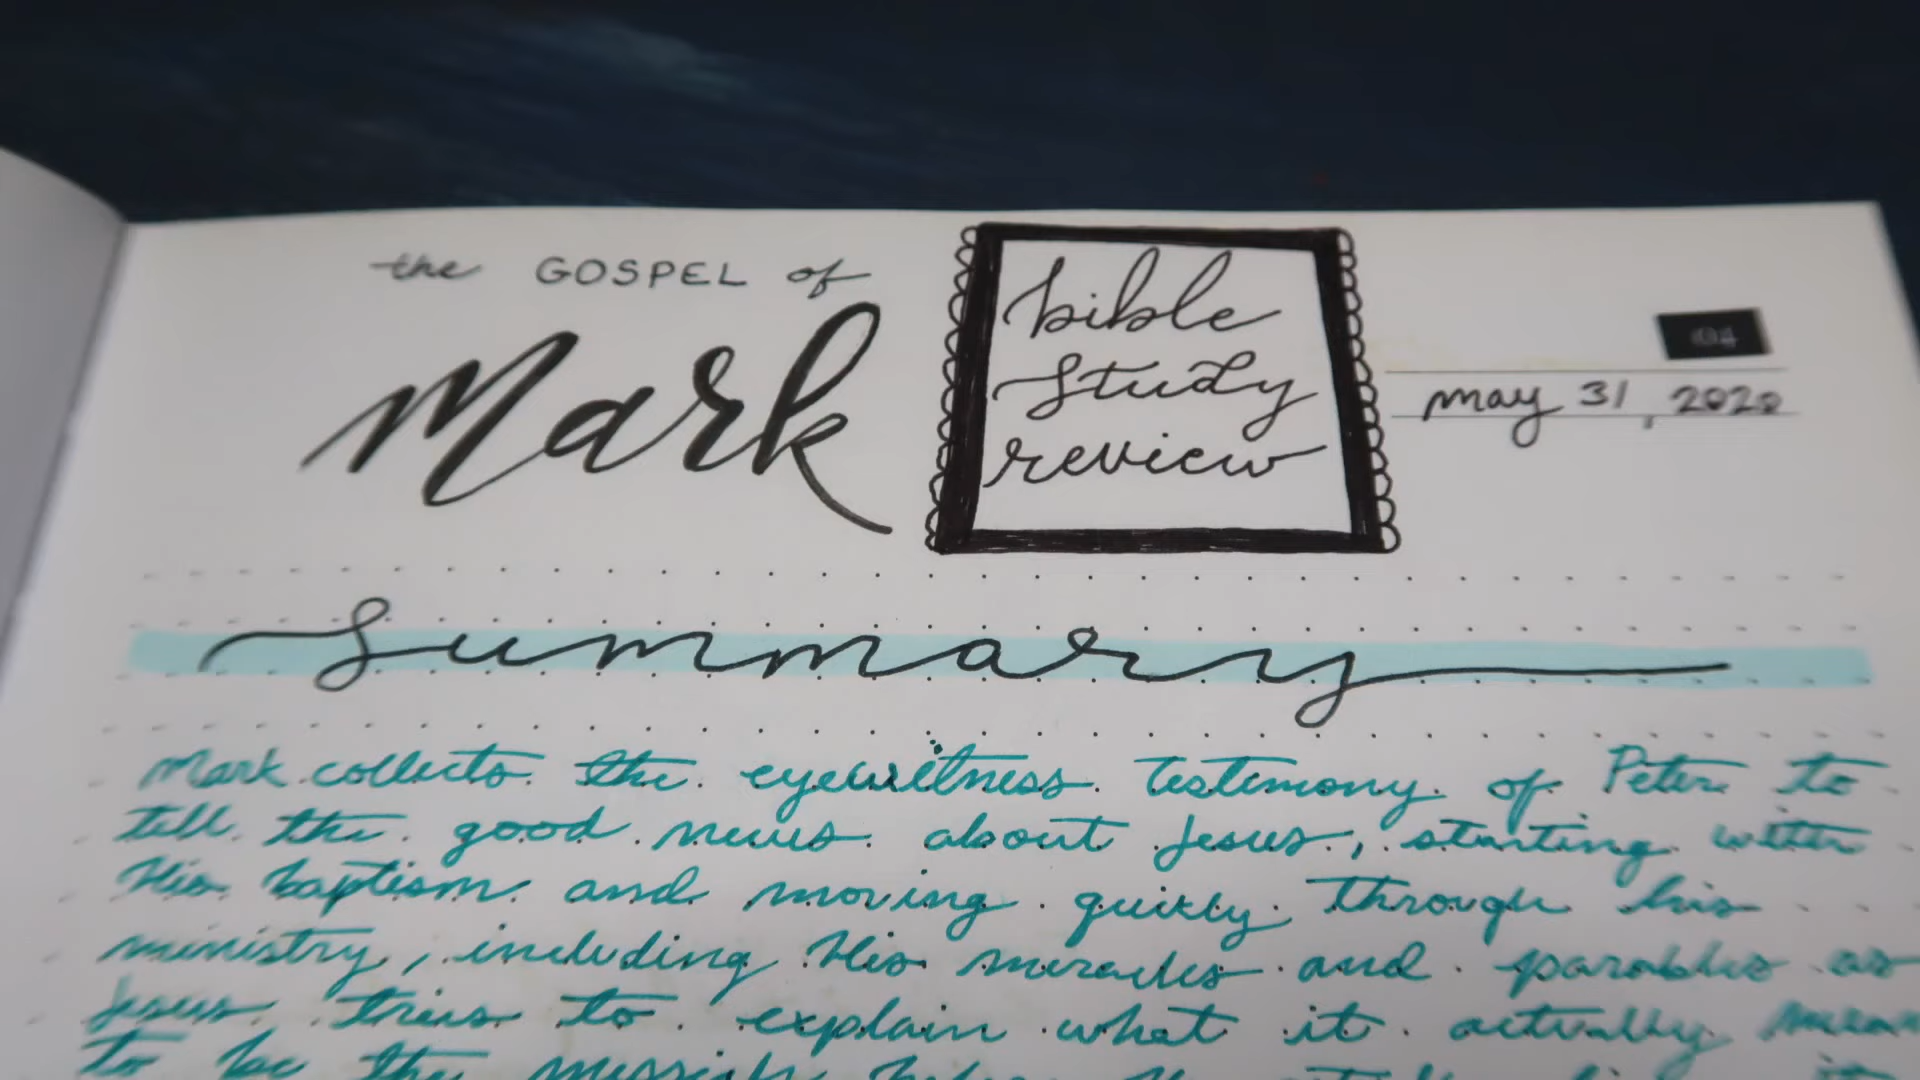 the GOSPEL of
Mark
bible
study
review
104
may 31, 2020
Summary
Mark collects the eyewitness testimony of Peter to
tell the good news about Jesus, starting with
His baptism and moving quickly through his
ministry, including His miracles and parables as
Jesus tries to explain what it actually means
to be the messiah